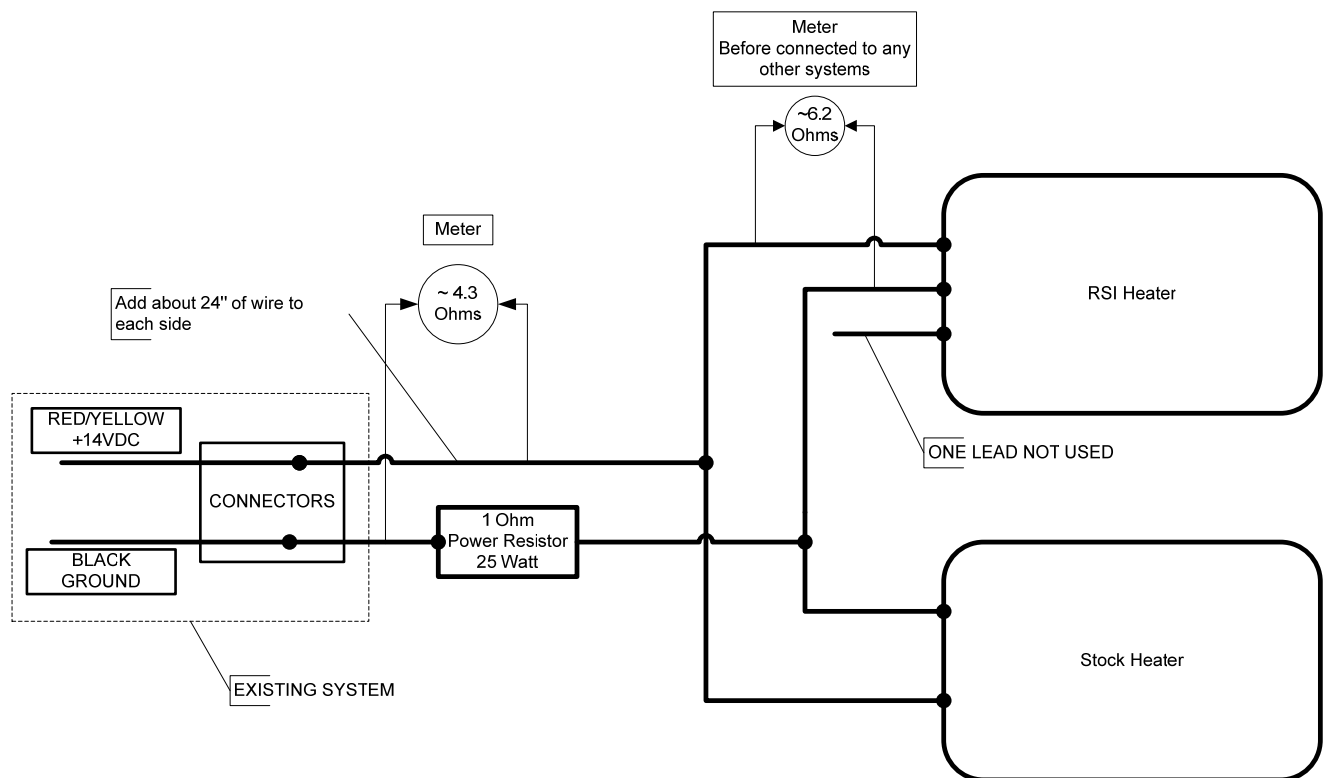 Meter
Before connected to any
other systems
~6.2
Ohms
Meter
~ 4.3
Ohms
Add about 24" of wire to
each side
RSI Heater
RED/YELLOW
+14VDC
ONE LEAD NOT USED
CONNECTORS
1 Ohm
Power Resistor
25 Watt
BLACK
GROUND
Stock Heater
EXISTING SYSTEM